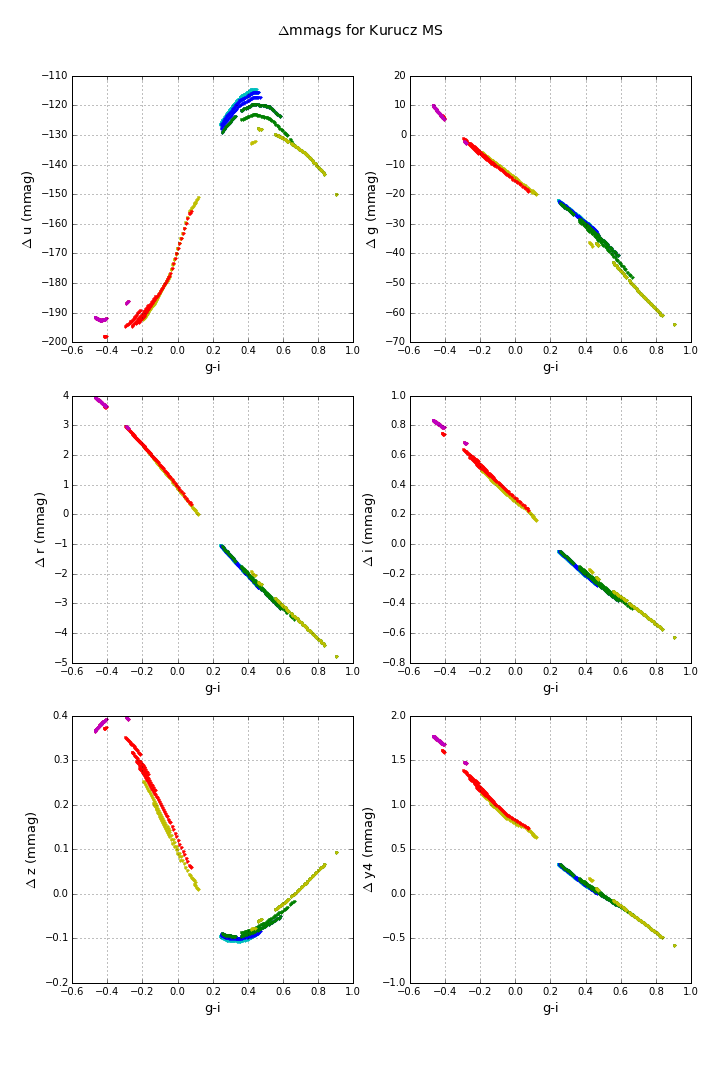 Δmmags for Kurucz MS
−110
−120
−130
−140
−150
−160
−170
−180
−190
−200
Δ u (mmag)
−0.6 −0.4 −0.2 0.0 0.2 0.4 0.6 0.8 1.0
g-i
20
10
0
−10
−20
−30
−40
−50
−60
−70
Δ g (mmag)
−0.6 −0.4 −0.2 0.0 0.2 0.4 0.6 0.8 1.0
g-i
4
3
2
1
0
−1
−2
−3
−4
−5
Δ r (mmag)
−0.6 −0.4 −0.2 0.0 0.2 0.4 0.6 0.8 1.0
g-i
1.0
0.8
0.6
0.4
0.2
0.0
−0.2
−0.4
−0.6
−0.8
Δ i (mmag)
−0.6 −0.4 −0.2 0.0 0.2 0.4 0.6 0.8 1.0
g-i
0.4
0.3
0.2
0.1
0.0
−0.1
−0.2
Δ z (mmag)
−0.6 −0.4 −0.2 0.0 0.2 0.4 0.6 0.8 1.0
g-i
2.0
1.5
1.0
0.5
0.0
−0.5
−1.0
Δ y4 (mmag)
−0.6 −0.4 −0.2 0.0 0.2 0.4 0.6 0.8 1.0
g-i